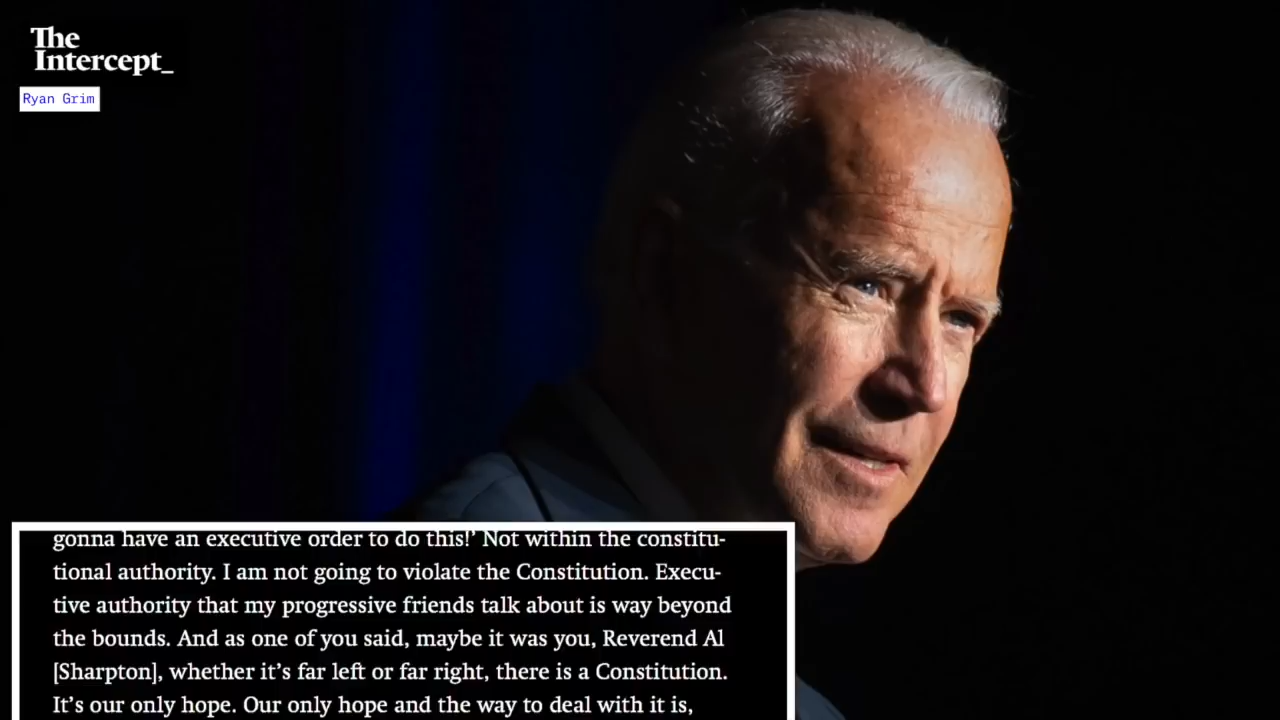 The
Intercept_
Ryan Grim
gonna have an executive order to do this!’ Not within the constitu-
tional authority. I am not going to violate the Constitution. Execu-
tive authority that my progressive friends talk about is way beyond
the bounds. And as one of you said, maybe it was you, Reverend Al
[Sharpton], whether it’s far left or far right, there is a Constitution.
It’s our only hope. Our only hope and the way to deal with it is,